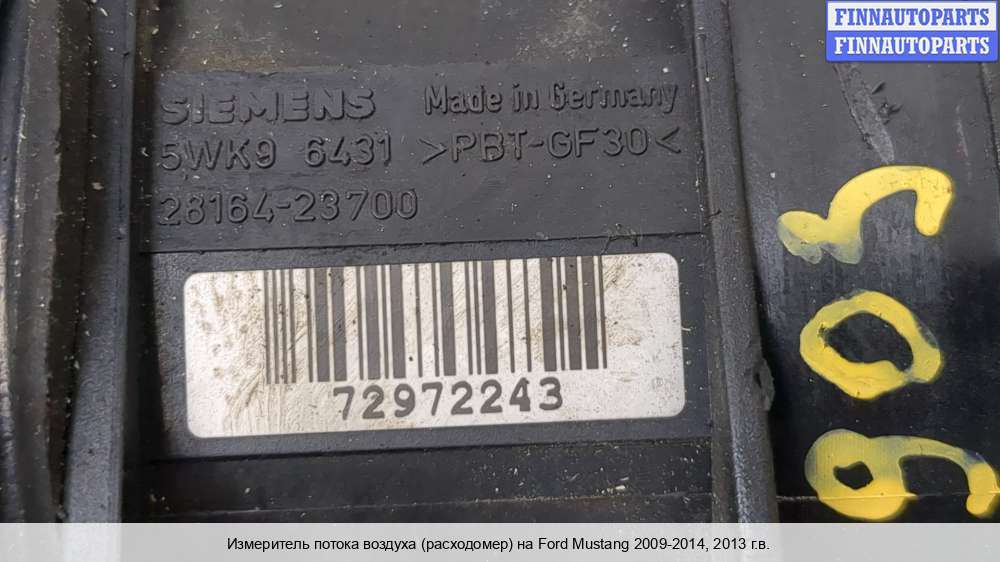 FINNAUTOPARTS
FINNAUTOPARTS
SIEMENS Made in Germany
5WK9 6431 >PBT-GF30<
28164-23700
72972243
903
Измеритель потока воздуха (расходомер) на Ford Mustang 2009-2014, 2013 г.в.